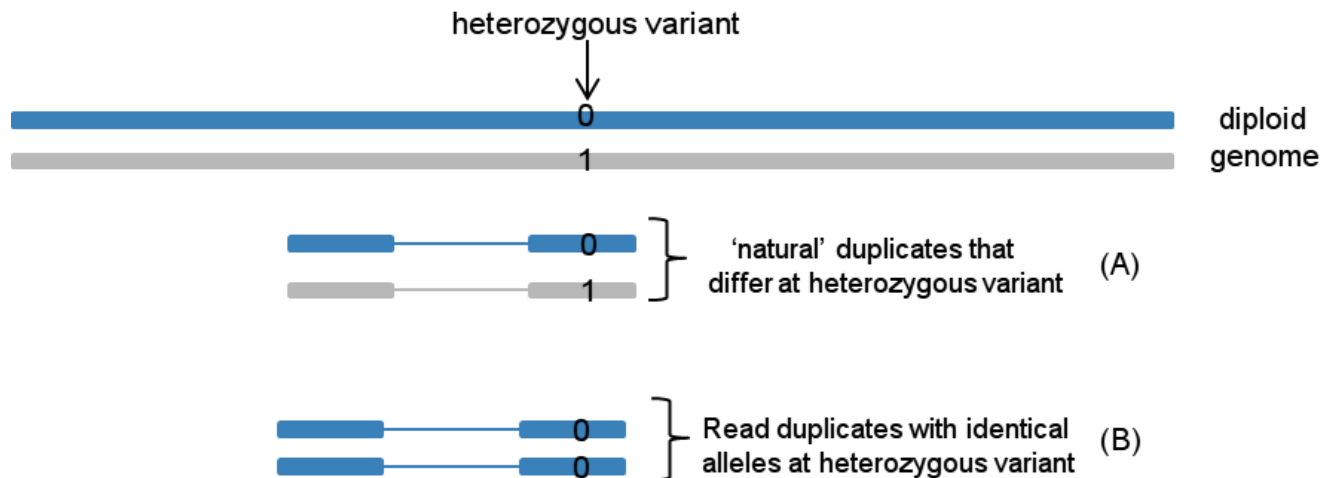 heterozygous variant
0
diploid
1
genome
0
'natural' duplicates that
(A)
1
differ at heterozygous variant
0
Read duplicates with identical
(B)
0
alleles at heterozygous variant